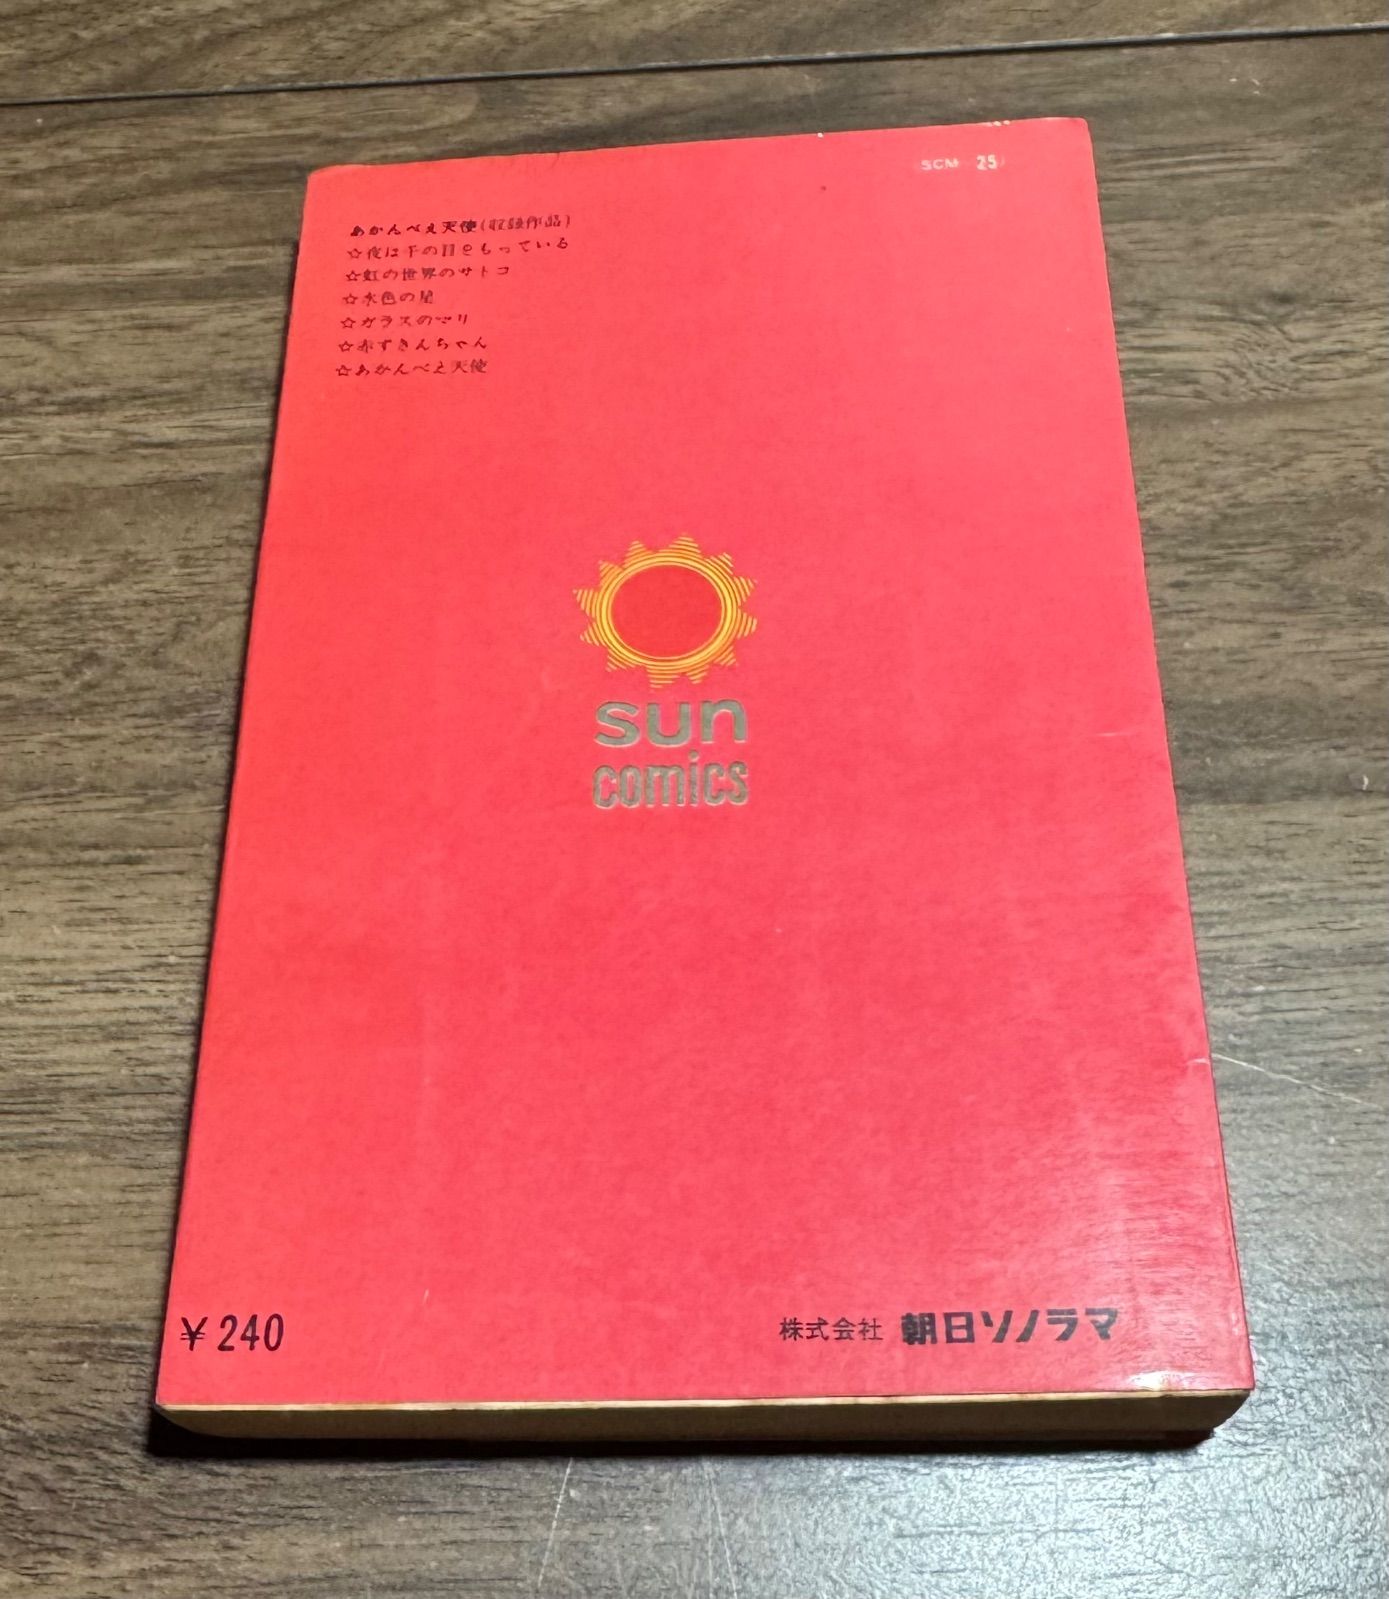 SCM 25
あかんべえ天使(収録作品)
☆夜は千の目をもっている
☆虹の世界のサトコ
☆水色の星
☆ガラスのマリ
☆赤ずきんちゃん
☆あかんべえ天使
sun
comics
¥240
株式会社 朝日ソノラマ